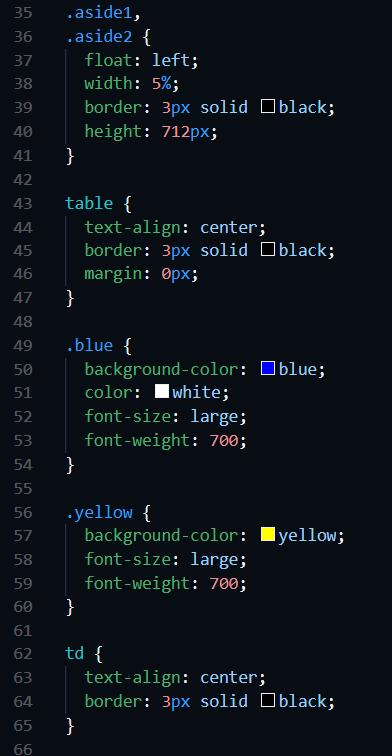 35 .aside1,
36 .aside2 {
37 float: left;
38 width: 5%;
39 border: 3px solid black;
40 height: 712px;
41 }
42
43 table {
44 text-align: center;
45 border: 3px solid black;
46 margin: 0px;
47 }
48
49 .blue {
50 background-color: blue;
51 color: white;
52 font-size: large;
53 font-weight: 700;
54 }
55
56 .yellow {
57 background-color: yellow;
58 font-size: large;
59 font-weight: 700;
60 }
61
62 td {
63 text-align: center;
64 border: 3px solid black;
65 }
66